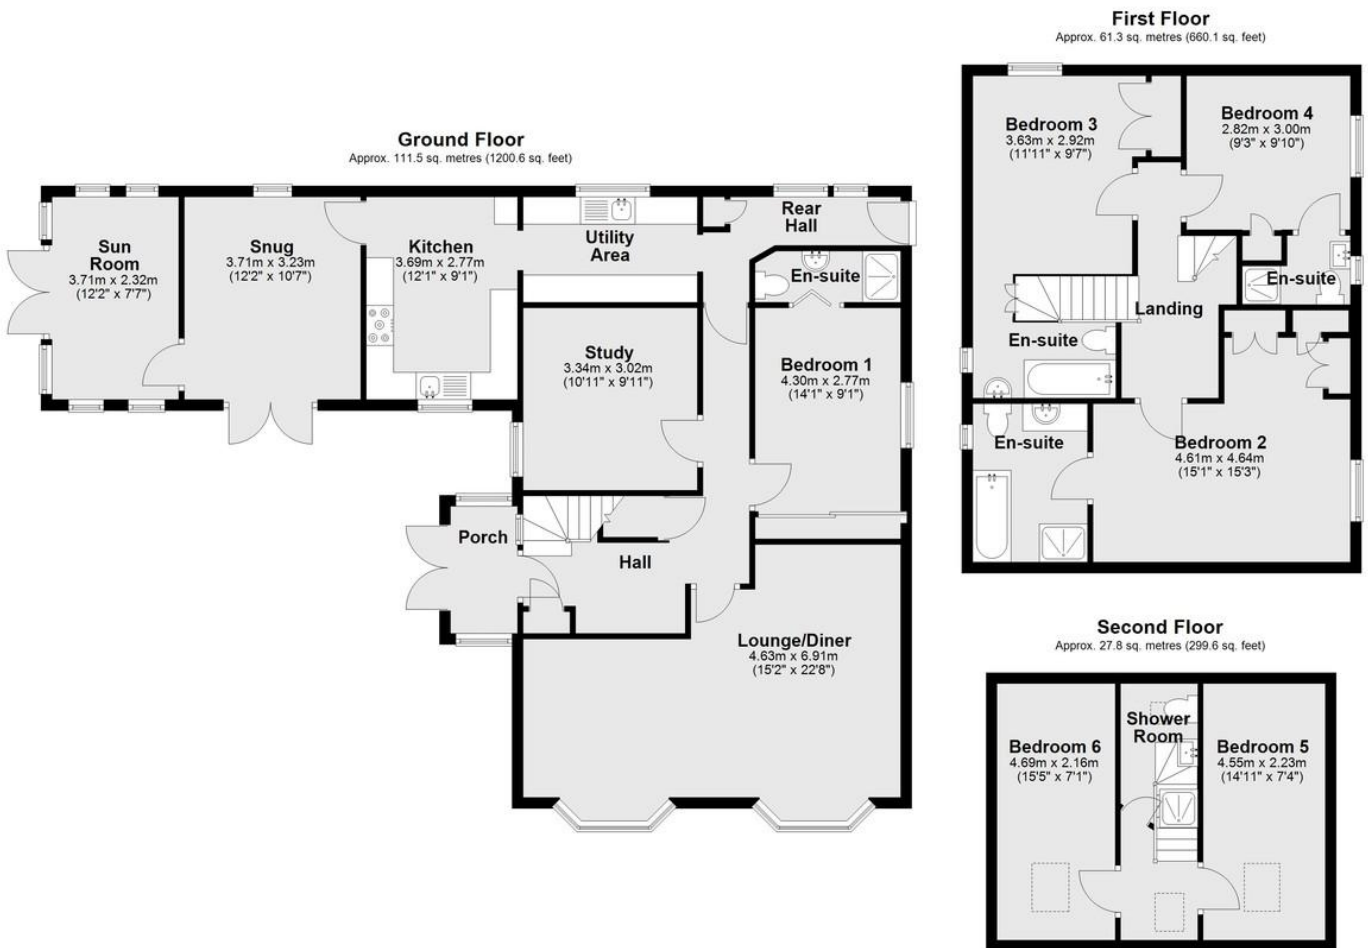 Ground Floor
Approx. 111.5 sq. metres (1200.6 sq. feet)
Sun
Room
3.71m x 2.32m
(12'2" x 7'7")
Snug
3.71m x 3.23m
(12'2" x 10'7")
Kitchen
3.69m x 2.77m
(12'1" x 9'1")
Utility
Area
Rear
Hall
En-suite
Study
3.34m x 3.02m
(10'11" x 9'11")
Bedroom 1
4.30m x 2.77m
(14'1" x 9'1")
Porch
Hall
Lounge/Diner
4.63m x 6.91m
(15'2" x 22'8")
First Floor
Approx. 61.3 sq. metres (660.1 sq. feet)
Bedroom 3
3.63m x 2.92m
(11'11" x 9'7")
Bedroom 4
2.82m x 3.00m
(9'3" x 9'10")
En-suite
Landing
En-suite
En-suite
Bedroom 2
4.61m x 4.64m
(15'1" x 15'3")
Second Floor
Approx. 27.8 sq. metres (299.6 sq. feet)
Bedroom 6
4.69m x 2.16m
(15'5" x 7'1")
Shower
Room
Bedroom 5
4.55m x 2.23m
(14'11" x 7'4")